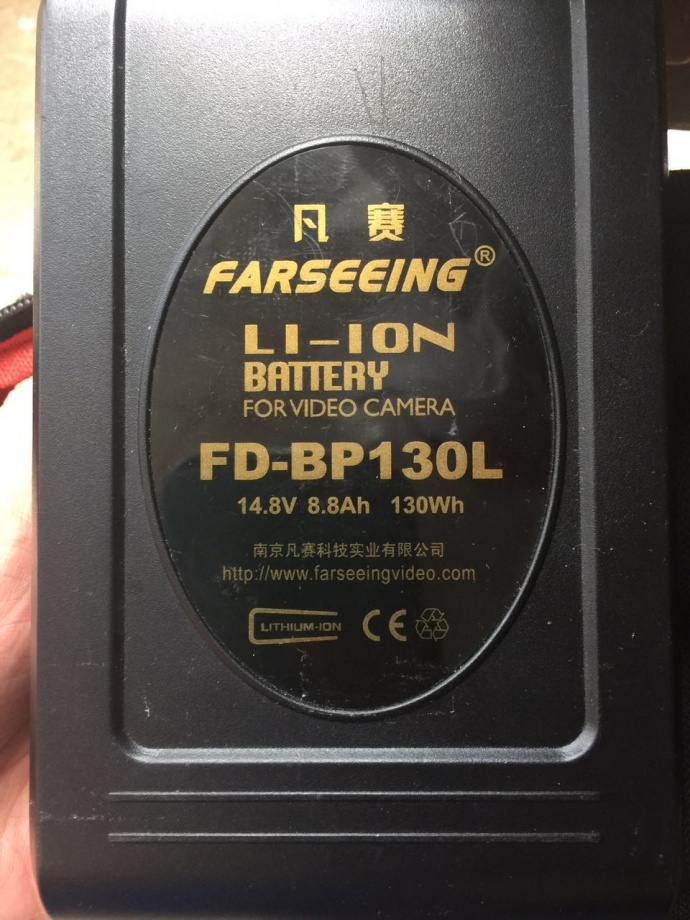 凡赛
FARSEEING®
LI-ION
BATTERY
FOR VIDEO CAMERA
FD-BP130L
14.8V 8.8Ah 130Wh
南京凡赛科技实业有限公司
http://www.farseeingvideo.com
LITHIUM-ION CE